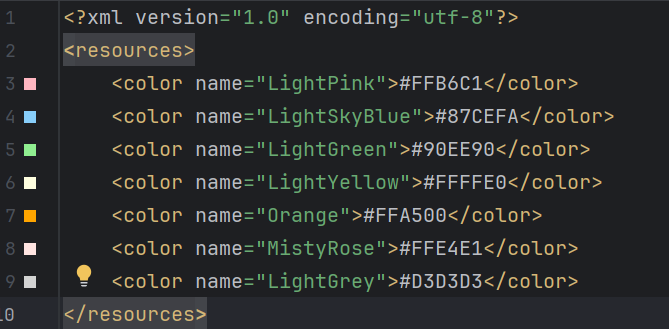 1 <?xml version="1.0" encoding="utf-8"?>
2 <resources>
3 <color name="LightPink">#FFB6C1</color>
4 <color name="LightSkyBlue">#87CEFA</color>
5 <color name="LightGreen">#90EE90</color>
6 <color name="LightYellow">#FFFFE0</color>
7 <color name="Orange">#FFA500</color>
8 <color name="MistyRose">#FFE4E1</color>
9 <color name="LightGrey">#D3D3D3</color>
10 </resources>